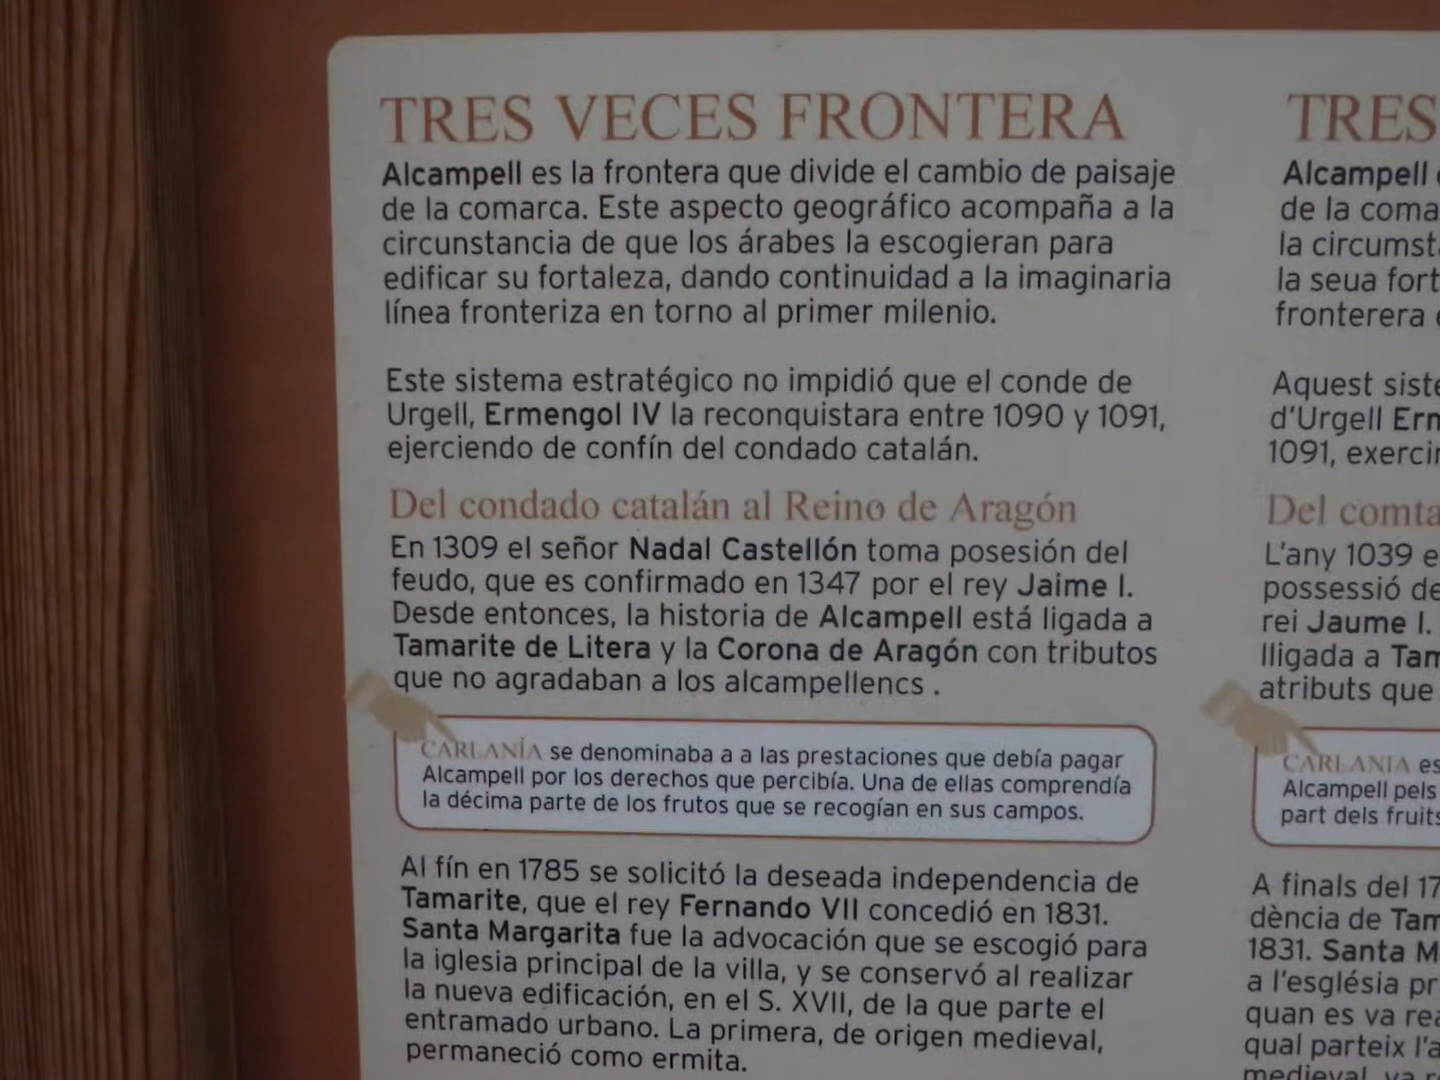 TRES VECES FRONTERA
Alcampell es la frontera que divide el cambio de paisaje
de la comarca. Este aspecto geográfico acompaña a la
circunstancia de que los árabes la escogieran para
edificar su fortaleza, dando continuidad a la imaginaria
línea fronteriza en torno al primer milenio.
Este sistema estratégico no impidió que el conde de
Urgell, Ermengol IV la reconquistara entre 1090 y 1091,
ejerciendo de confín del condado catalán.
Del condado catalán al Reino de Aragón
En 1309 el señor Nadal Castellón toma posesión del
feudo, que es confirmado en 1347 por el rey Jaime I.
Desde entonces, la historia de Alcampell está ligada a
Tamarite de Litera y la Corona de Aragón con tributos
que no agradaban a los alcampellencs .
CARLANÍA se denominaba a a las prestaciones que debía pagar
Alcampell por los derechos que percibía. Una de ellas comprendía
la décima parte de los frutos que se recogían en sus campos.
Al fín en 1785 se solicitó la deseada independencia de
Tamarite, que el rey Fernando VII concedió en 1831.
Santa Margarita fue la advocación que se escogió para
la iglesia principal de la villa, y se conservó al realizar
la nueva edificación, en el S. XVII, de la que parte el
entramado urbano. La primera, de origen medieval,
permaneció como ermita.
TRES
Alcampell
de la coma
la circumst
la seua fort
fronterera
Aquest siste
d'Urgell Erm
1091, exercir
Del comta
L'any 1039 e
possessió de
rei Jaume I.
lligada a Tam
atributs que
CARLANIA es
Alcampell pels
part dels fruits
A finals del 17
dència de Tam
1831. Santa M
a l'església pr
quan es va rea
qual parteix l'a
medieval, va r